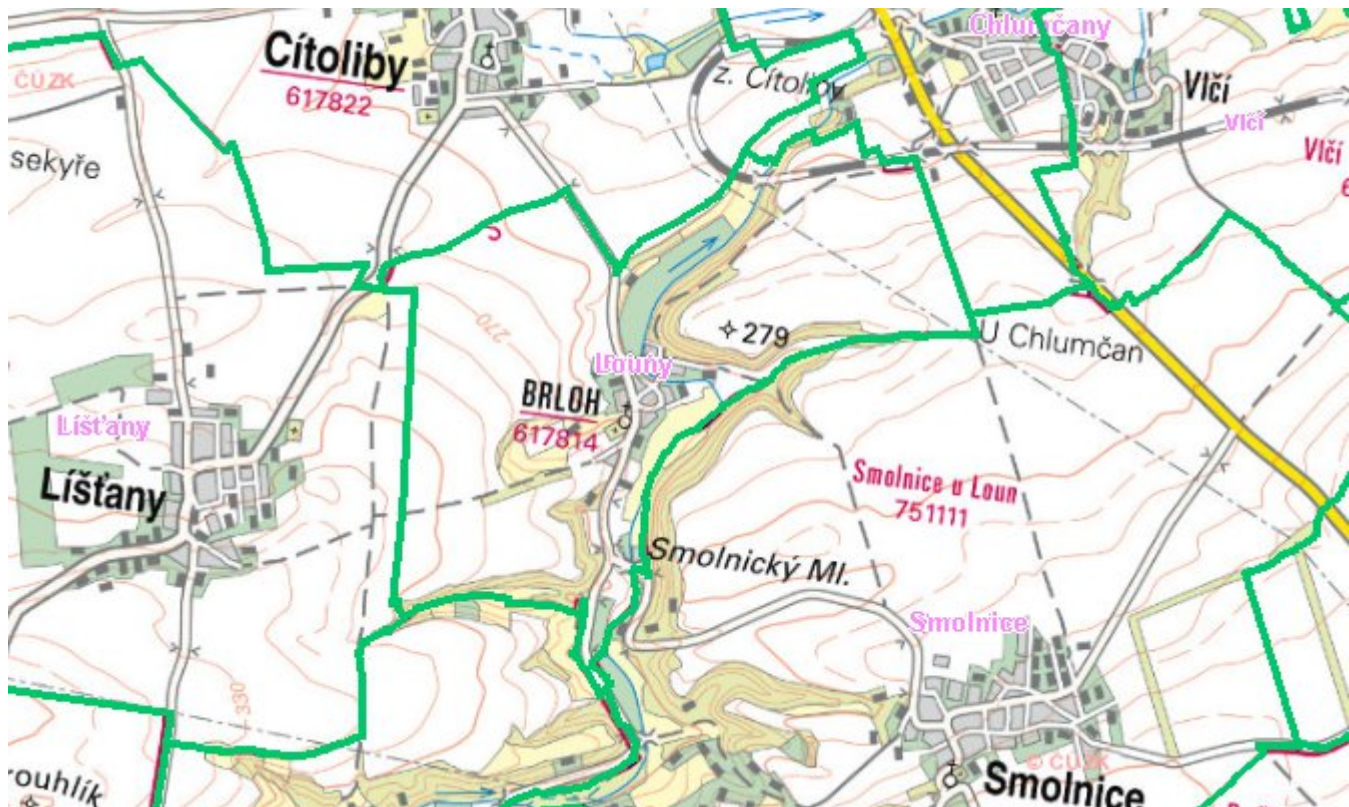 Chlumčany
Cítoliby
617822
ČÚZK
z. Cítoliby
Vlčí
Vlčí
Vlčí
sekyře
270
279
U Chlumčan
Louny
BRLOH
617814
Líšťany
Líšťany
Smolnice u Loun
751111
Smolnický Ml.
Smolnice
330
© ČÚZK
Smolnice
rouhlík